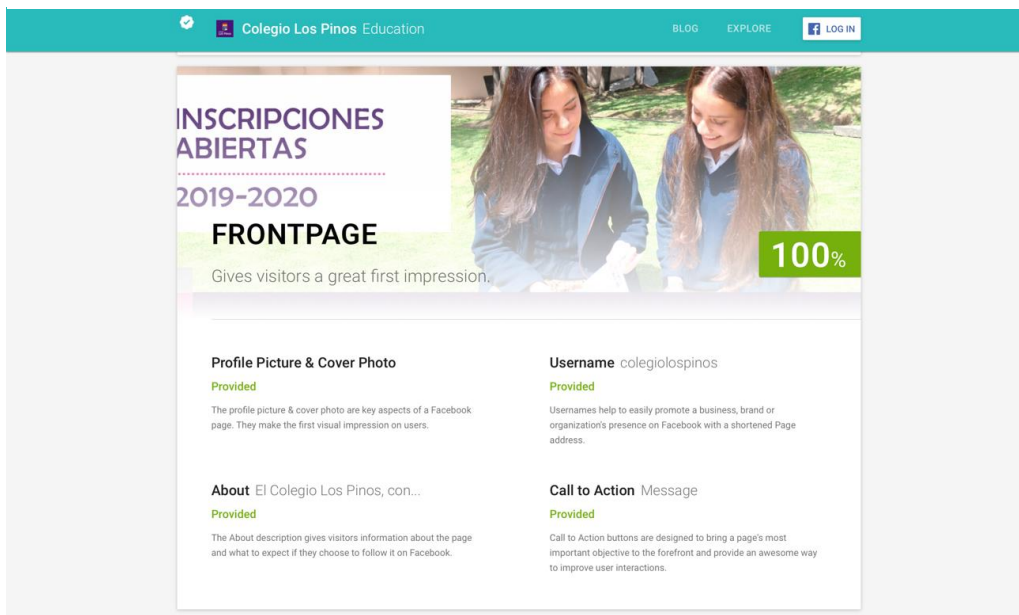 Colegio Los Pinos Education
BLOG
EXPLORE
LOG IN
INSCRIPCIONES
ABIERTAS
2019-2020
FRONTPAGE
100%
Gives visitors a great first impression.
Profile Picture & Cover Photo
Provided
The profile picture & cover photo are key aspects of a Facebook
page. They make the first visual impression on users.
Username colegiolospinos
Provided
Usernames help to easily promote a business, brand or
organization's presence on Facebook with a shortened Page
address.
About El Colegio Los Pinos, con...
Provided
The About description gives visitors information about the page
and what to expect if they choose to follow it on Facebook.
Call to Action Message
Provided
Call to Action buttons are designed to bring a page's most
important objective to the forefront and provide an awesome way
to improve user interactions.